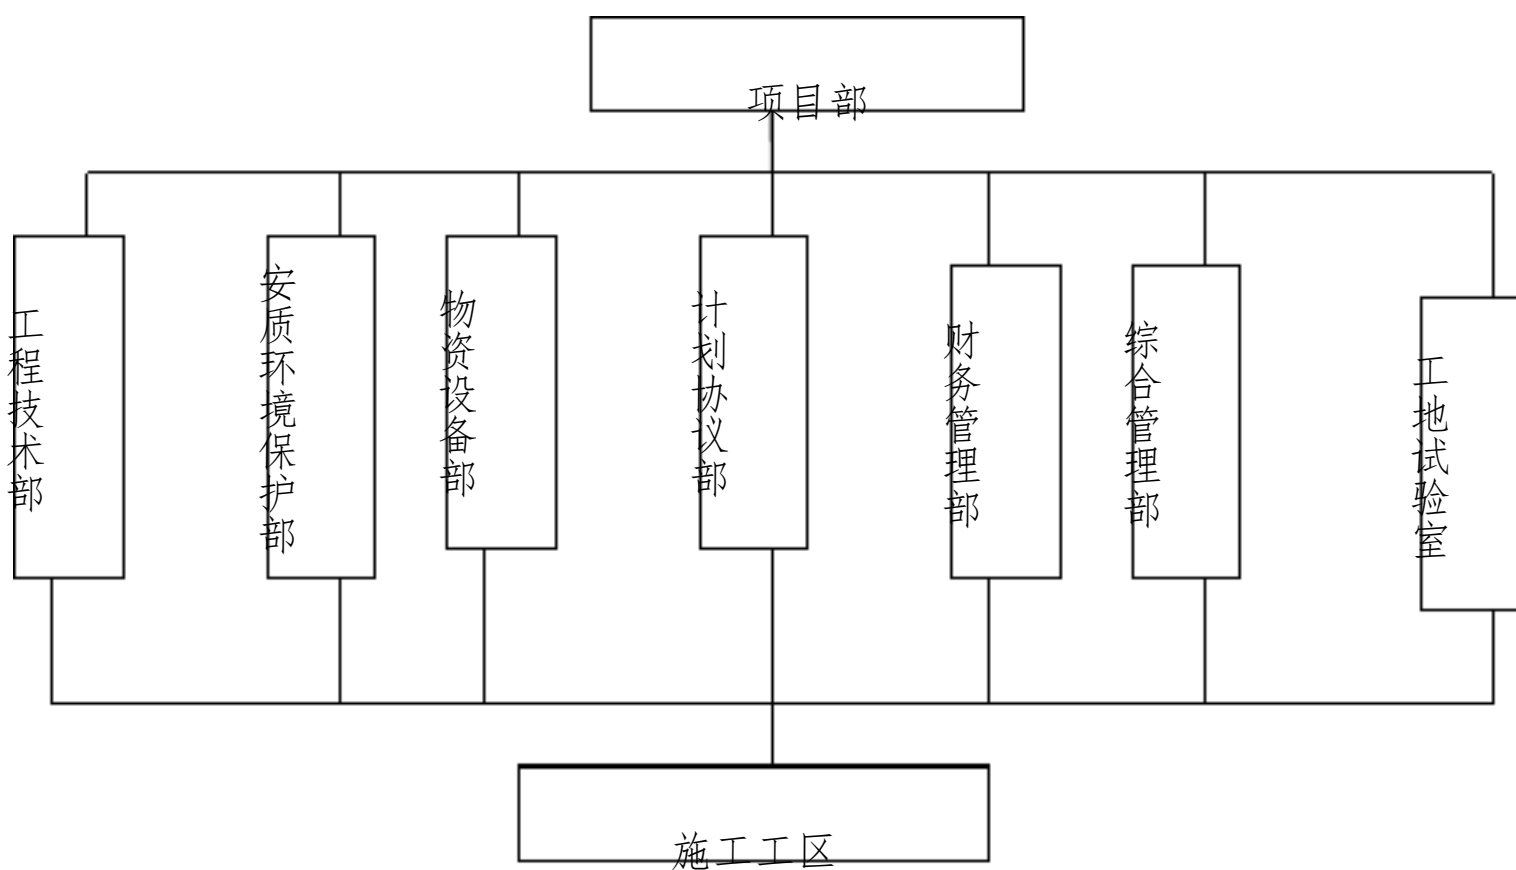 项目部
工程技术部
安质环境保护部
物资设备部
计划协议部
财务管理部
综合管理部
工地试验室
施工工区